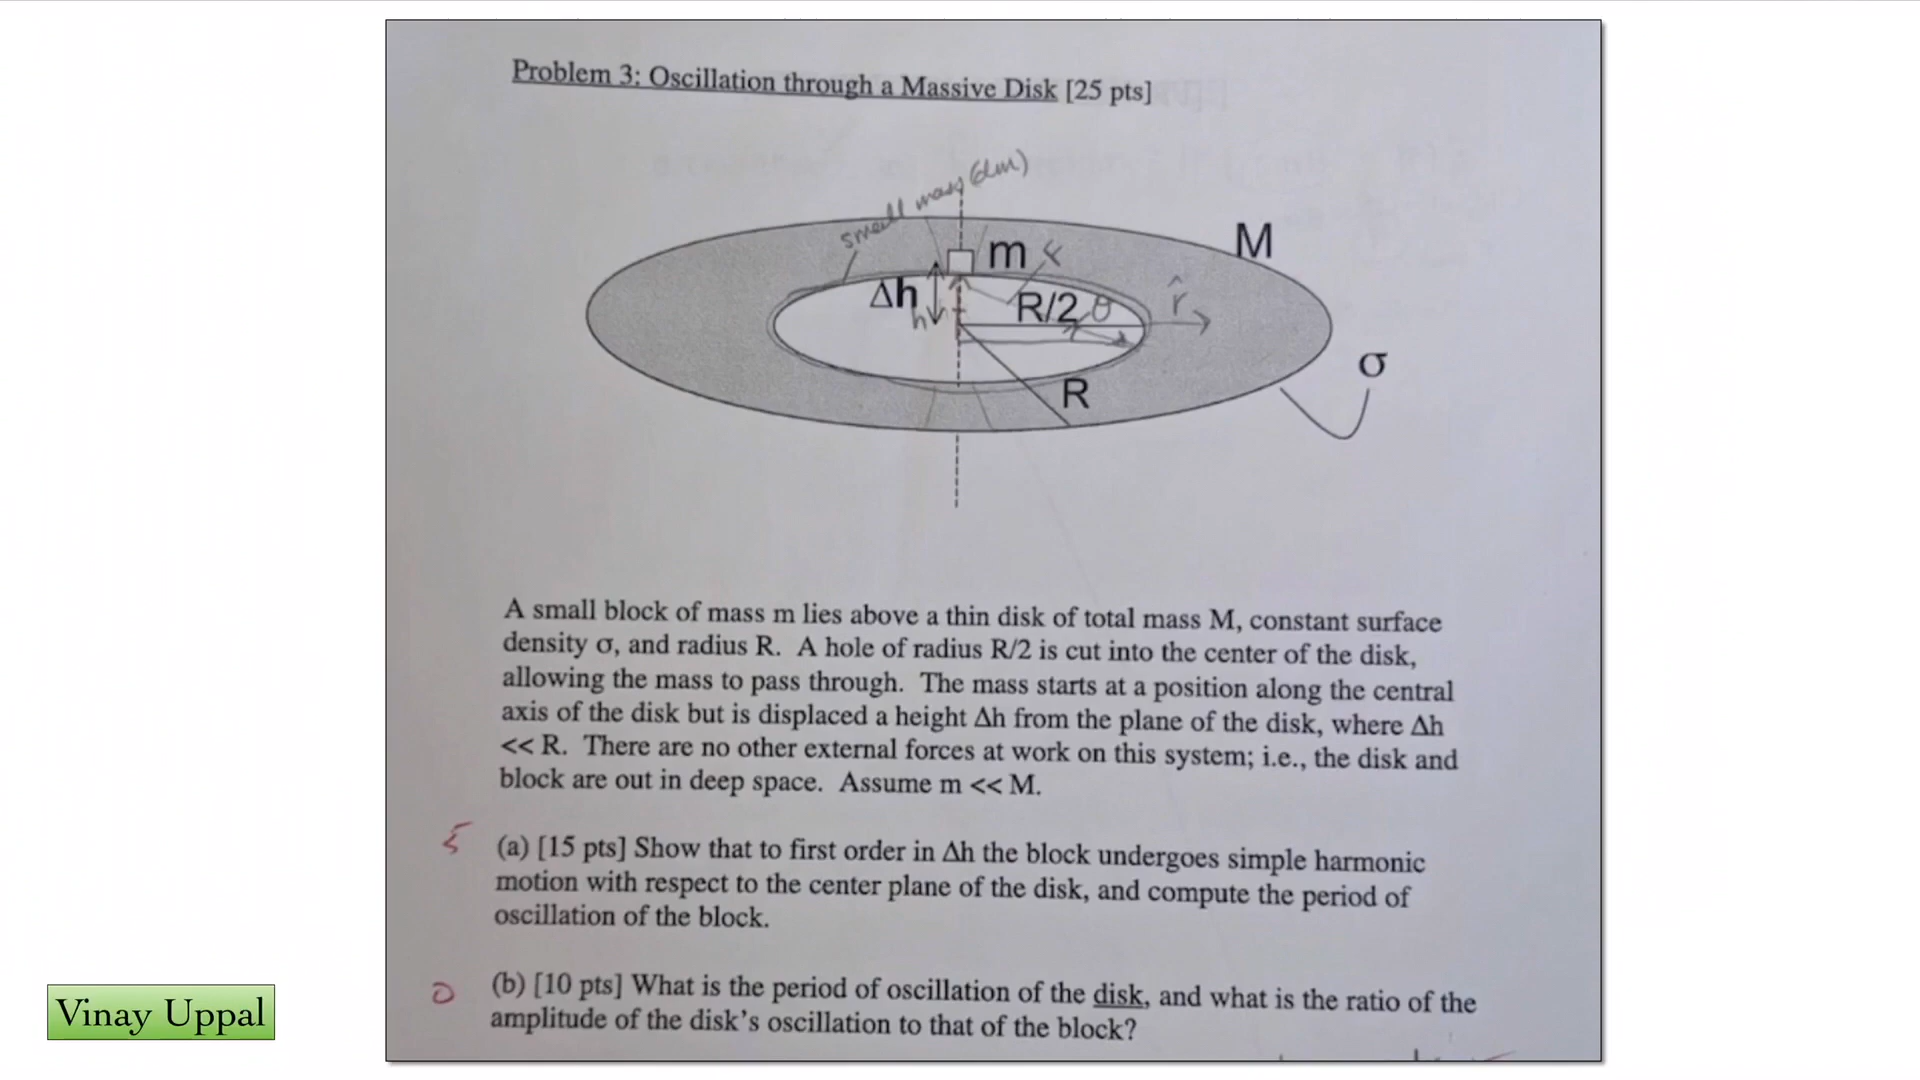 Problem 3: Oscillation through a Massive Disk [25 pts]
small mass (dm)
M
m
r̂
Δh
h
R/2
θ
σ
R
A small block of mass m lies above a thin disk of total mass M, constant surface
density σ, and radius R.  A hole of radius R/2 is cut into the center of the disk,
allowing the mass to pass through.  The mass starts at a position along the central
axis of the disk but is displaced a height Δh from the plane of the disk, where Δh
<< R.  There are no other external forces at work on this system; i.e., the disk and
block are out in deep space.  Assume m << M.
5
(a) [15 pts] Show that to first order in Δh the block undergoes simple harmonic
motion with respect to the center plane of the disk, and compute the period of
oscillation of the block.
0
(b) [10 pts] What is the period of oscillation of the disk, and what is the ratio of the
amplitude of the disk's oscillation to that of the block?
Vinay Uppal